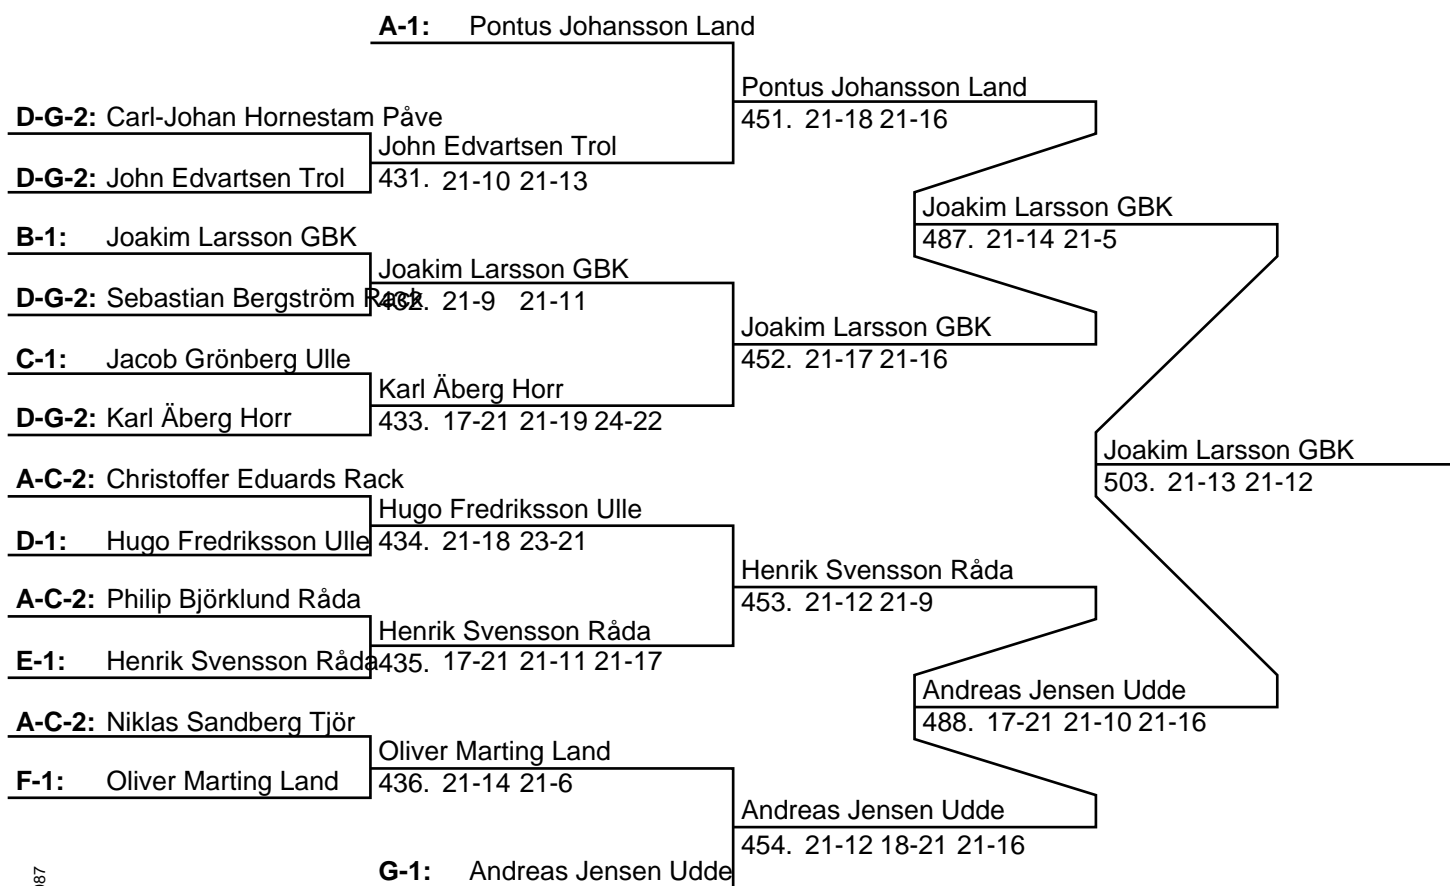 A-1: Pontus Johansson Land
Pontus Johansson Land
451. 21-18 21-16
D-G-2: Carl-Johan Hornestam Påve
John Edvartsen Trol
D-G-2: John Edvartsen Trol
431. 21-10 21-13
B-1: Joakim Larsson GBK
Joakim Larsson GBK
487. 21-14 21-5
Joakim Larsson GBK
D-G-2: Sebastian Bergström Rack
432. 21-9 21-11
Joakim Larsson GBK
452. 21-17 21-16
C-1: Jacob Grönberg Ulle
Karl Äberg Horr
D-G-2: Karl Äberg Horr
433. 17-21 21-19 24-22
Joakim Larsson GBK
503. 21-13 21-12
A-C-2: Christoffer Eduards Rack
Hugo Fredriksson Ulle
D-1: Hugo Fredriksson Ulle
434. 21-18 23-21
Henrik Svensson Råda
453. 21-12 21-9
A-C-2: Philip Björklund Råda
Henrik Svensson Råda
E-1: Henrik Svensson Råda
435. 17-21 21-11 21-17
Andreas Jensen Udde
488. 17-21 21-10 21-16
A-C-2: Niklas Sandberg Tjör
Oliver Marting Land
F-1: Oliver Marting Land
436. 21-14 21-6
Andreas Jensen Udde
454. 21-12 18-21 21-16
G-1: Andreas Jensen Udde